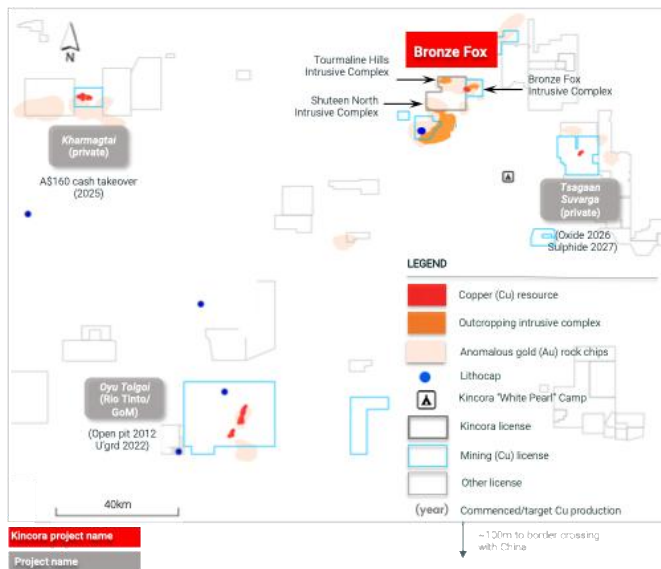 N
Bronze Fox
Tourmaline Hills
Intrusive Complex
Shuteen North
Intrusive Complex
Bronze Fox
Intrusive Complex
Kharmagtai
(private)
A$160 cash takeover
(2025)
Tsagaan
Suvarga
(private)
(Oxide 2026
Sulphide 2027)
Oyu Tolgoi
(Rio Tinto/
GoM)
(Open pit 2012
U'grd 2022)
40km
LEGEND
Copper (Cu) resource
Outcropping intrusive complex
Anomalous gold (Au) rock chips
Lithocap
Kincora "White Pearl" Camp
Kincora license
Mining (Cu) license
Other license
(year) Commenced/target Cu production
~100m to border crossing
with China
Kincora project name
Project name